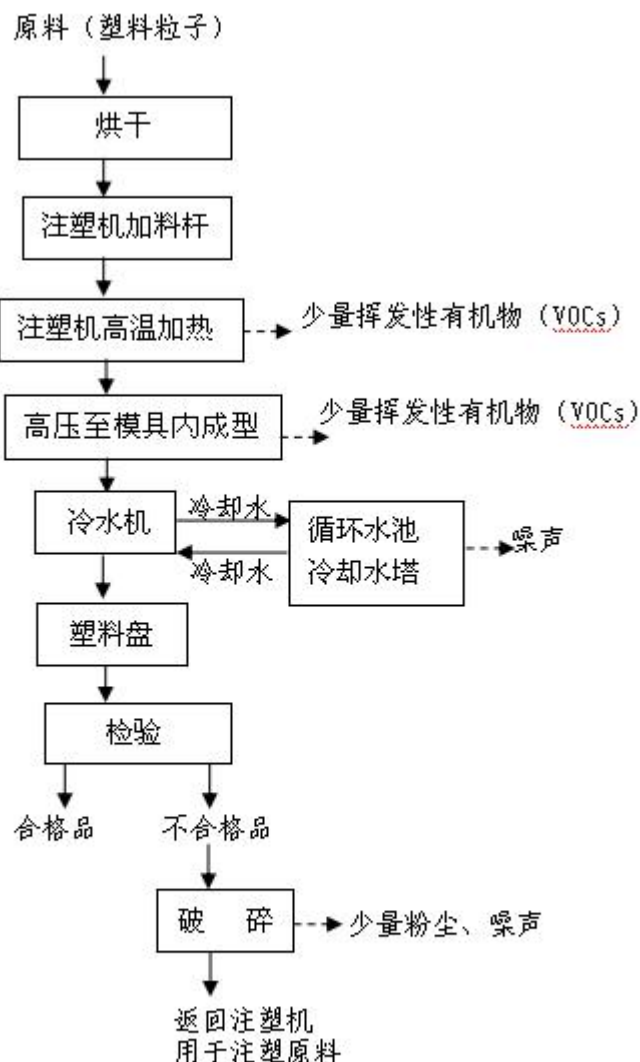 原料（塑料粒子）
烘干
注塑机加料杆
注塑机高温加热
少量挥发性有机物（VOCs）
高压至模具内成型
少量挥发性有机物（VOCs）
冷水机
冷却水
冷却水
循环水池
冷却水塔
噪声
塑料盘
检验
合格品
不合格品
破 碎
少量粉尘、噪声
返回注塑机
用于注塑原料